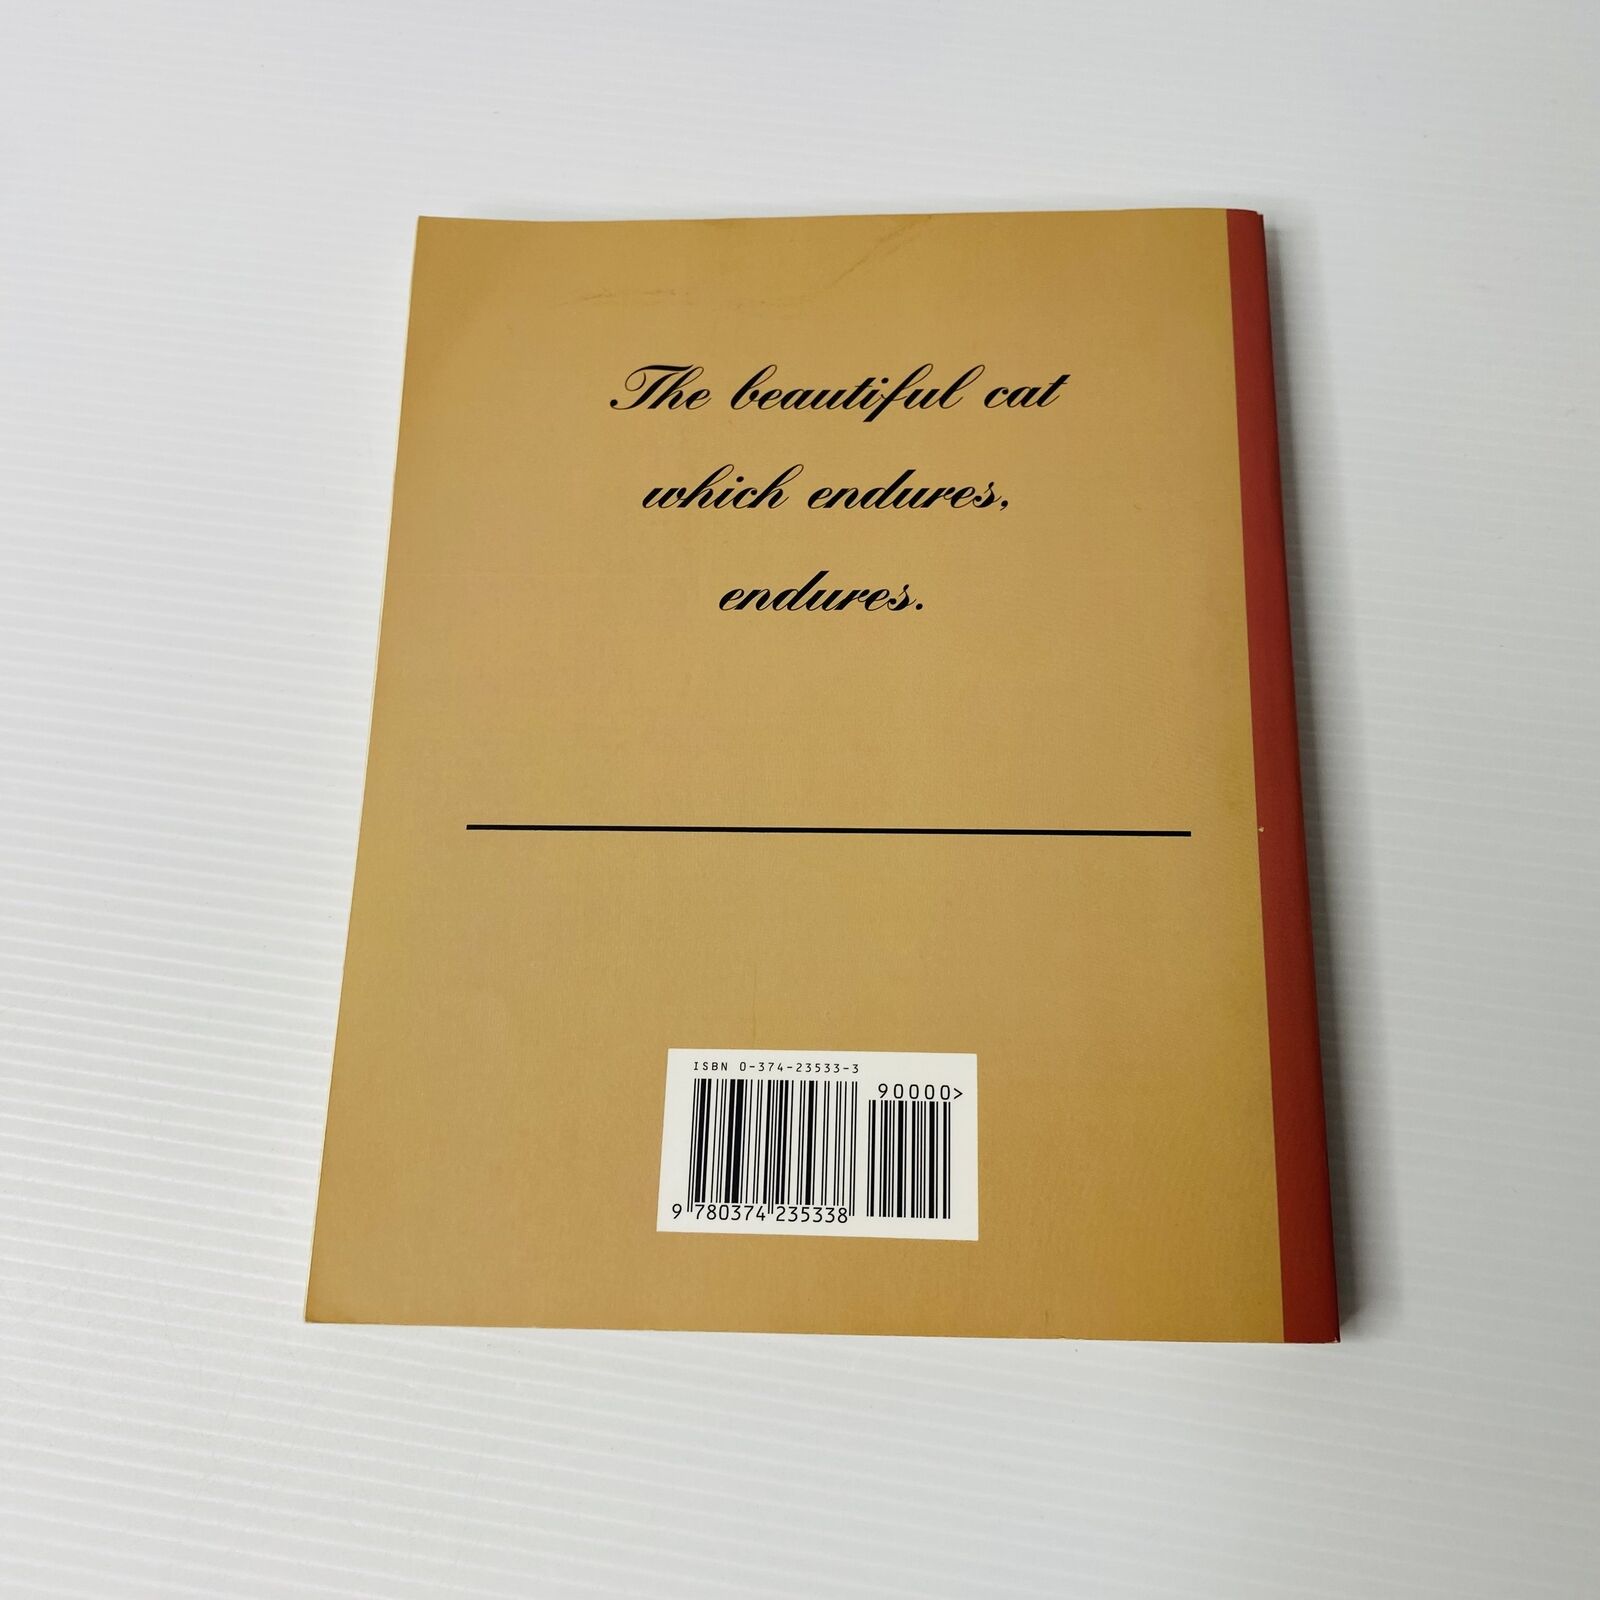 The beautiful cat
which endures,
endures.
ISBN 0-374-23533-3
90000>
9 780374 235338